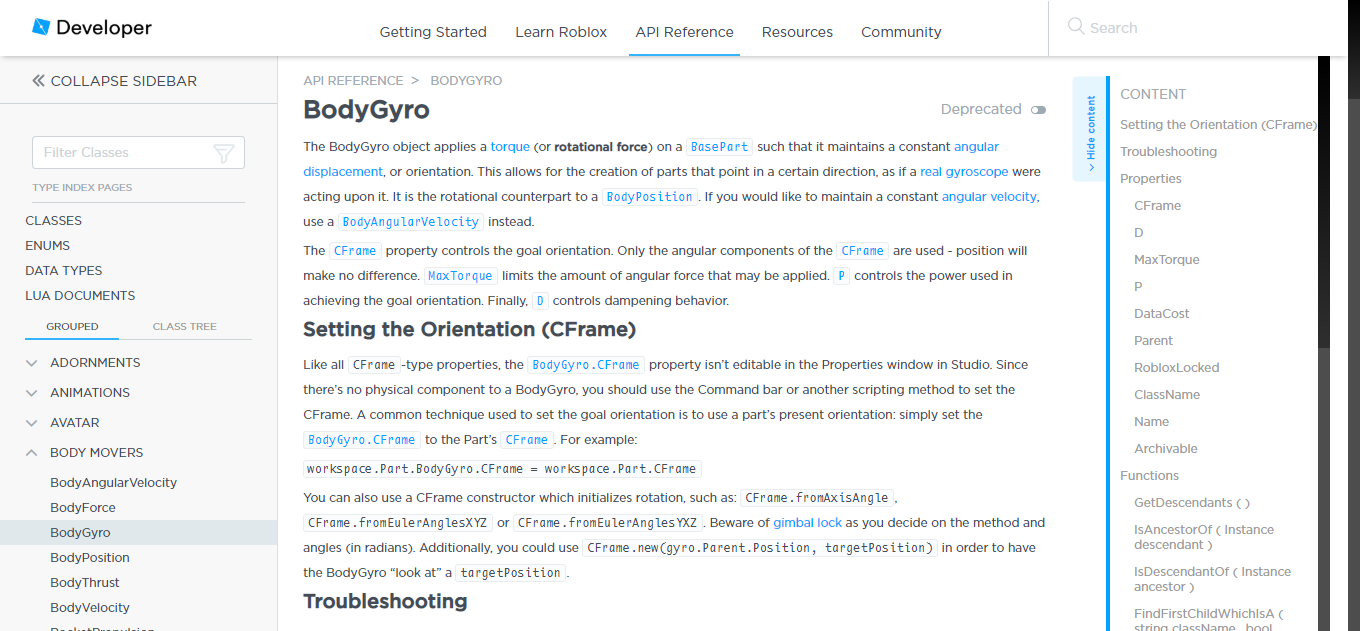 Developer
Getting Started
Learn Roblox
API Reference
Resources
Community
Search
COLLAPSE SIDEBAR
Filter Classes
TYPE INDEX PAGES
CLASSES
ENUMS
DATA TYPES
LUA DOCUMENTS
GROUPED
CLASS TREE
ADORNMENTS
ANIMATIONS
AVATAR
BODY MOVERS
BodyAngularVelocity
BodyForce
BodyGyro
BodyPosition
BodyThrust
BodyVelocity
RocketPropulsion
API REFERENCE > BODYGYRO
BodyGyro
Deprecated
The BodyGyro object applies a torque (or rotational force) on a BasePart such that it maintains a constant angular
displacement, or orientation. This allows for the creation of parts that point in a certain direction, as if a real gyroscope were
acting upon it. It is the rotational counterpart to a BodyPosition. If you would like to maintain a constant angular velocity,
use a BodyAngularVelocity instead.
The CFrame property controls the goal orientation. Only the angular components of the CFrame are used - position will
make no difference. MaxTorque limits the amount of angular force that may be applied. P controls the power used in
achieving the goal orientation. Finally, D controls dampening behavior.
Setting the Orientation (CFrame)
Like all CFrame-type properties, the BodyGyro.CFrame property isn’t editable in the Properties window in Studio. Since
there’s no physical component to a BodyGyro, you should use the Command bar or another scripting method to set the
CFrame. A common technique used to set the goal orientation is to use a part’s present orientation: simply set the
BodyGyro.CFrame to the Part’s CFrame. For example:
workspace.Part.BodyGyro.CFrame = workspace.Part.CFrame
You can also use a CFrame constructor which initializes rotation, such as: CFrame.fromAxisAngle,
CFrame.fromEulerAnglesXYZ or CFrame.fromEulerAnglesYXZ. Beware of gimbal lock as you decide on the method and
angles (in radians). Additionally, you could use CFrame.new(gyro.Parent.Position, targetPosition) in order to have
the BodyGyro “look at” a targetPosition.
Troubleshooting
Hide content
CONTENT
Setting the Orientation (CFrame)
Troubleshooting
Properties
CFrame
D
MaxTorque
P
DataCost
Parent
RobloxLocked
ClassName
Name
Archivable
Functions
GetDescendants ( )
IsAncestorOf ( Instance
descendant )
IsDescendantOf ( Instance
ancestor )
FindFirstChildWhichIsA (
string className , bool